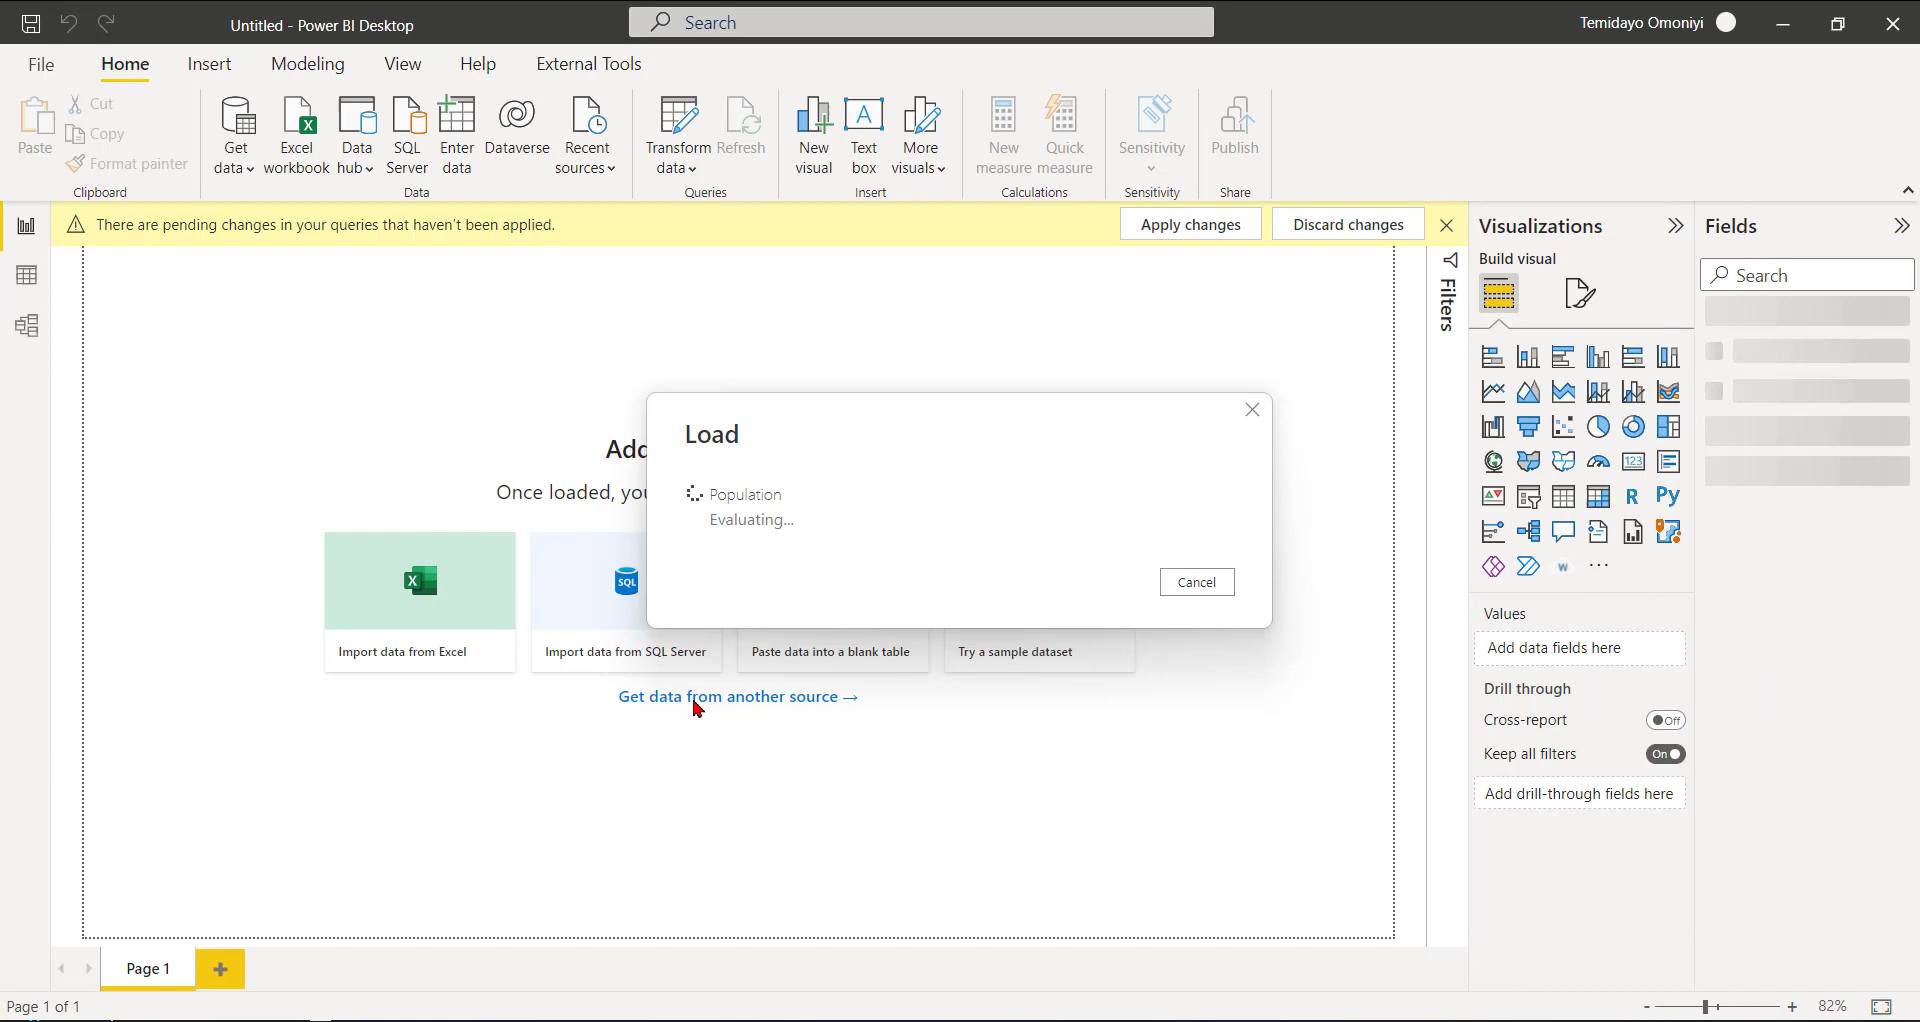 Untitled - Power BI Desktop
Search
Temidayo Omoniyi
File
Home
Insert
Modeling
View
Help
External Tools
Paste
Cut
Copy
Format painter
Clipboard
Get data
Excel workbook
Data hub
SQL Server
Enter data
Dataverse
Recent sources
Data
Transform data
Refresh
Queries
New visual
Text box
More visuals
Insert
New measure
Quick measure
Calculations
Sensitivity
Sensitivity
Publish
Share
There are pending changes in your queries that haven't been applied.
Apply changes
Discard changes
Filters
Add
Once loaded, you
Load
Population
Evaluating...
Cancel
SQL
Import data from Excel
Import data from SQL Server
Paste data into a blank table
Try a sample dataset
Get data from another source →
Visualizations
Build visual
123
R
Py
Values
Add data fields here
Drill through
Cross-report
Off
Keep all filters
On
Add drill-through fields here
Fields
Search
Page 1
Page 1 of 1
- + 82%